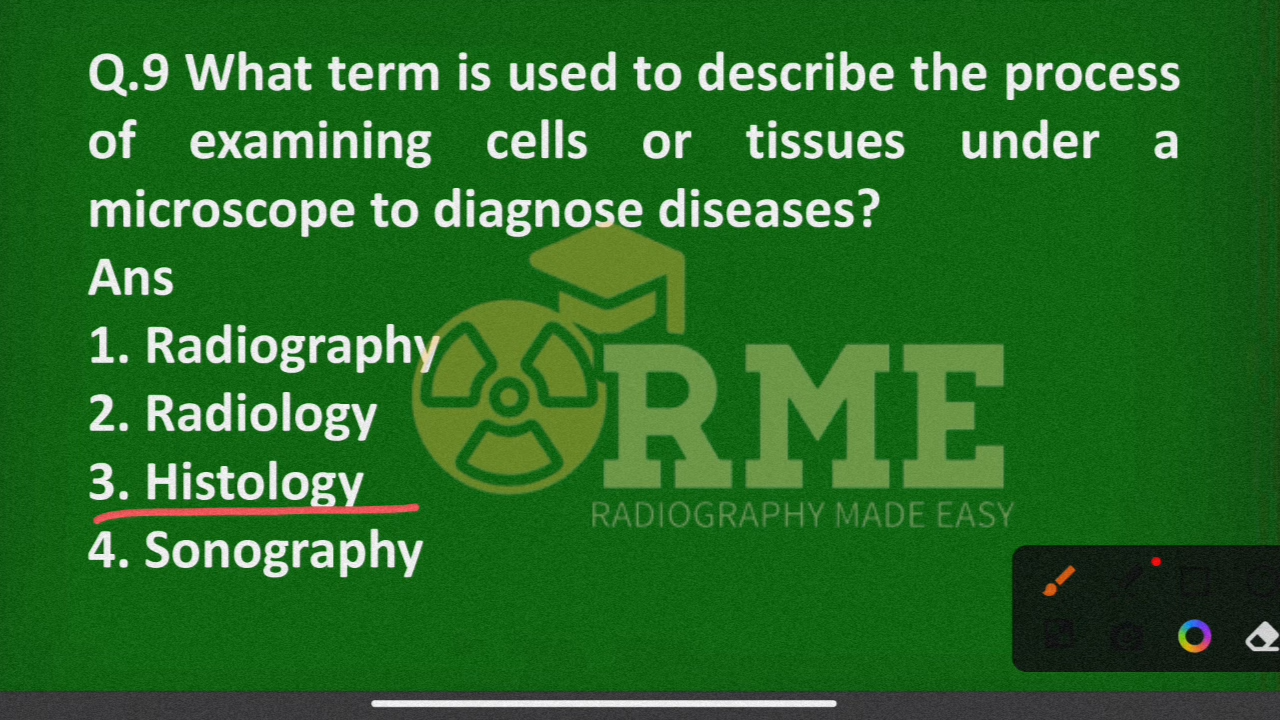 Q.9 What term is used to describe the process
of examining cells or tissues under a
microscope to diagnose diseases?
Ans
1. Radiography
2. Radiology
3. Histology
4. Sonography
RME
RADIOGRAPHY MADE EASY